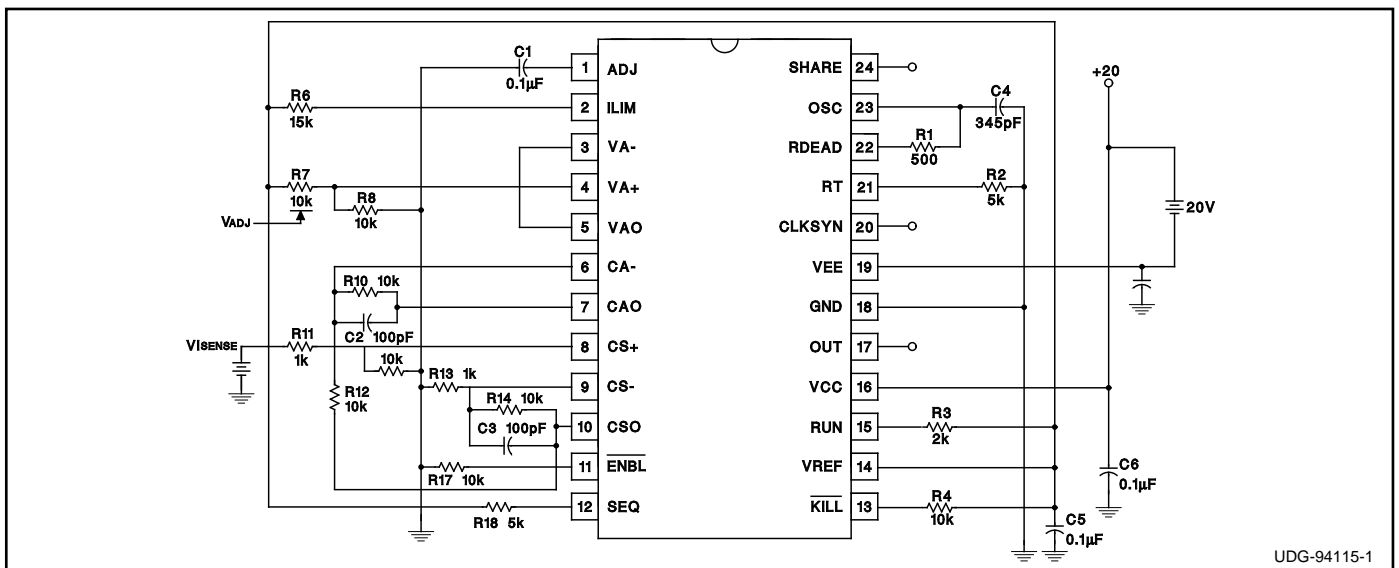 C1
0.1µF
1 ADJ
SHARE 24
+20
R6
15k
2 ILIM
OSC 23
C4
345pF
3 VA-
RDEAD 22
R1
500
R7
10k
4 VA+
RT 21
R2
5k
R8
10k
VADJ
20V
5 VAO
CLKSYN 20
6 CA-
VEE 19
R10 10k
7 CAO
GND 18
C2 100pF
VISENSE
R11
1k
8 CS+
OUT 17
10k
R13 1k
9 CS-
VCC 16
R12
10k
R14 10k
C3 100pF
10 CSO
RUN 15
R3
2k
R17 10k
11 ENBL
VREF 14
C6
0.1µF
R18 5k
12 SEQ
KILL 13
R4
10k
C5
0.1µF
UDG-94115-1